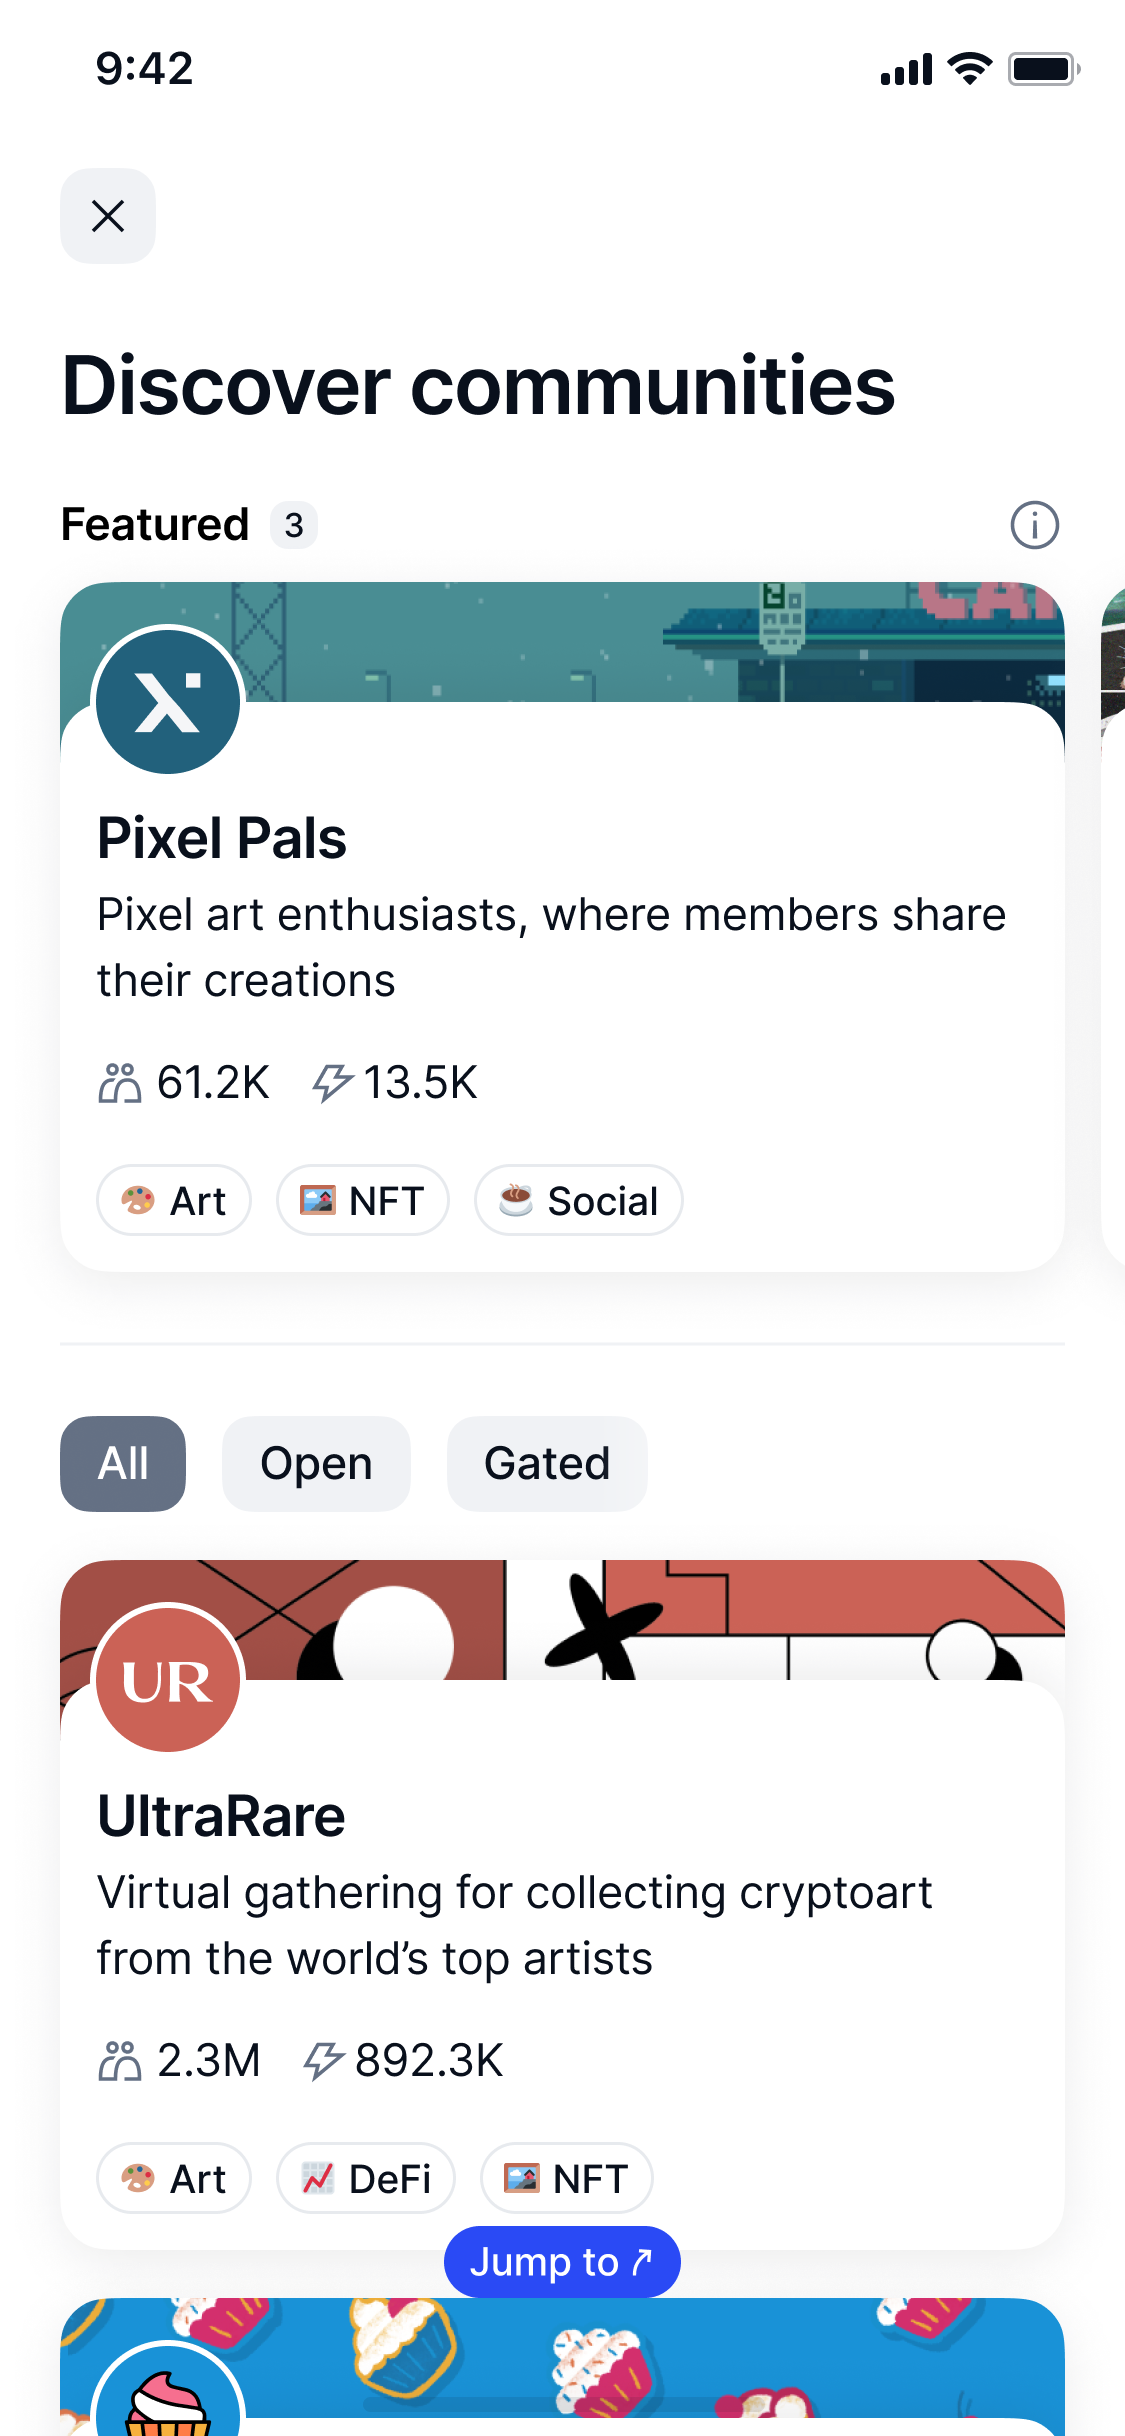 9:42
Discover communities
Featured 3
CAF
Pixel Pals
Pixel art enthusiasts, where members share
their creations
61.2K 13.5K
Art NFT Social
All Open Gated
UR
UltraRare
Virtual gathering for collecting cryptoart
from the world’s top artists
2.3M 892.3K
Art DeFi NFT
Jump to